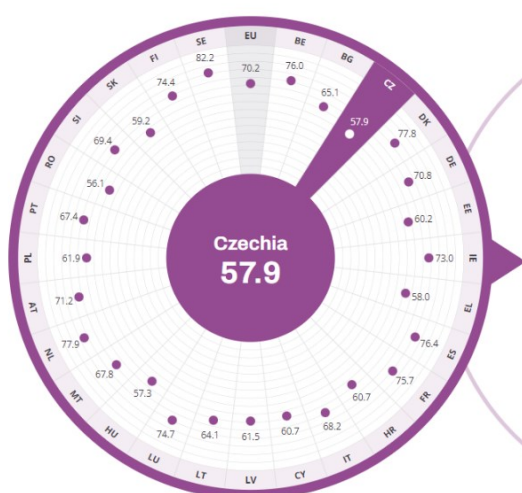 EU
70.2
BE
76.0
BG
65.1
CZ
57.9
DK
77.8
DE
70.8
EE
60.2
IE
73.0
EL
58.0
ES
76.4
FR
75.7
HR
60.7
IT
68.2
CY
60.7
LV
61.5
LT
64.1
LU
74.7
HU
57.3
MT
67.8
NL
77.9
AT
71.2
PL
61.9
PT
67.4
RO
56.1
SI
69.4
SK
59.2
FI
74.4
SE
82.2
Czechia
57.9